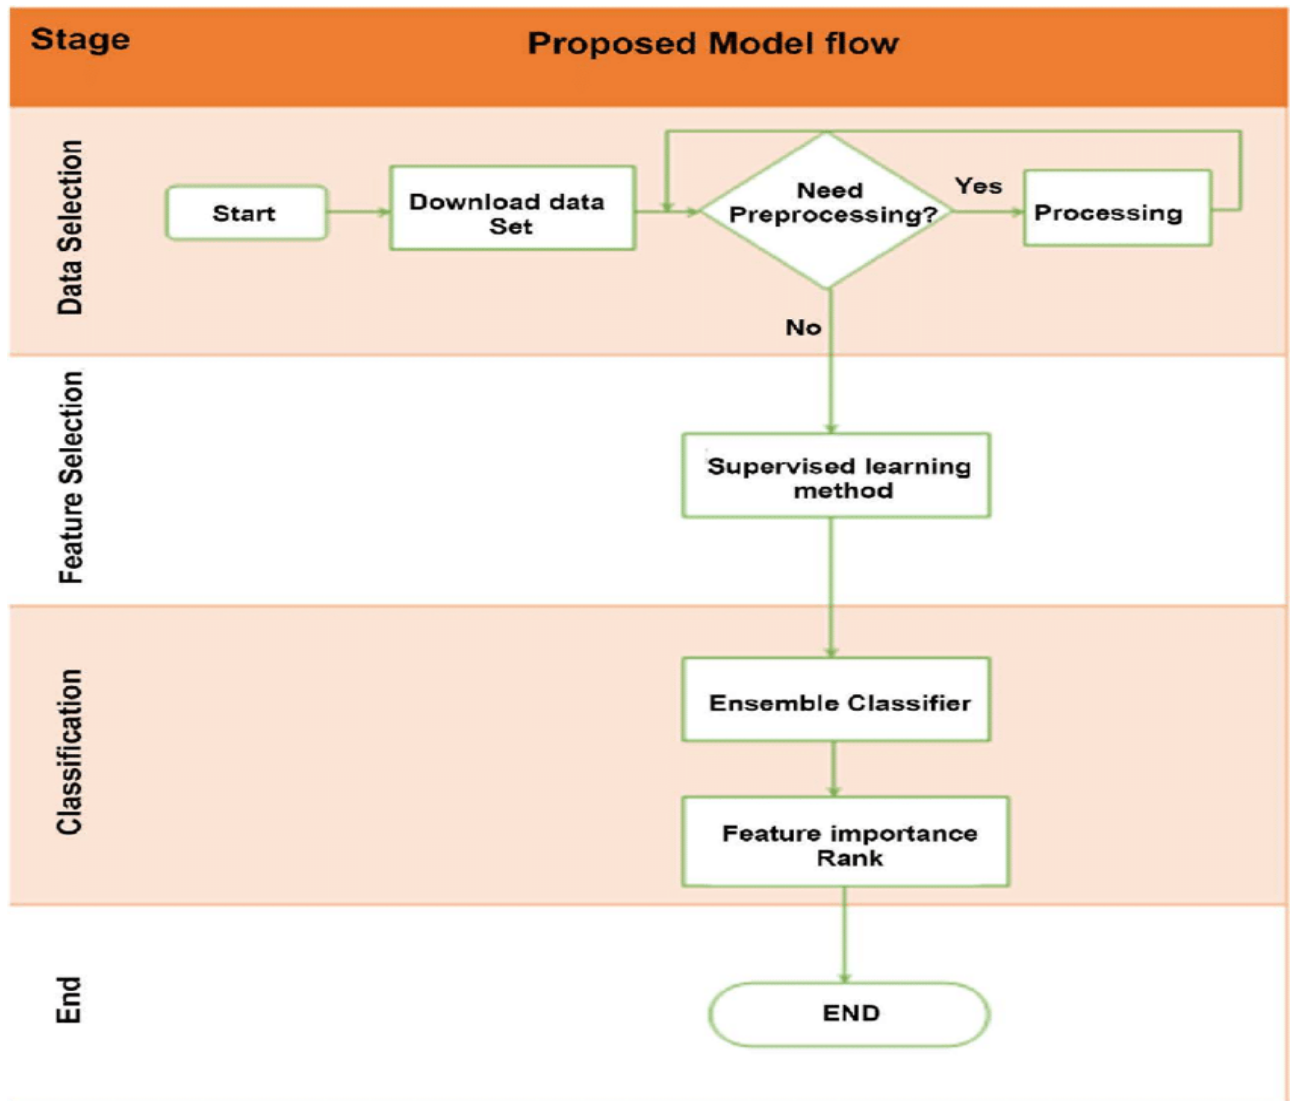 Stage
Proposed Model flow
Data Selection
Start
Download data
Set
Need
Preprocessing?
Yes
Processing
No
Feature Selection
Supervised learning
method
Classification
Ensemble Classifier
Feature importance
Rank
End
END